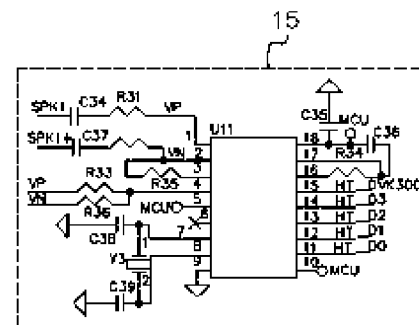 15
SPK1 C34 R31 VP
SPK1+ C37
VN
R35
VP R33
VN R36
MCU
C38
Y3
C39
U11
1
2
3
4
5
6
7
8
9
1
2
C35 MCU C36
18
17
16 R34
15 HT DVK300
14 HT D3
13 HT D2
12 HT D1
11 HT D0
10 MCU